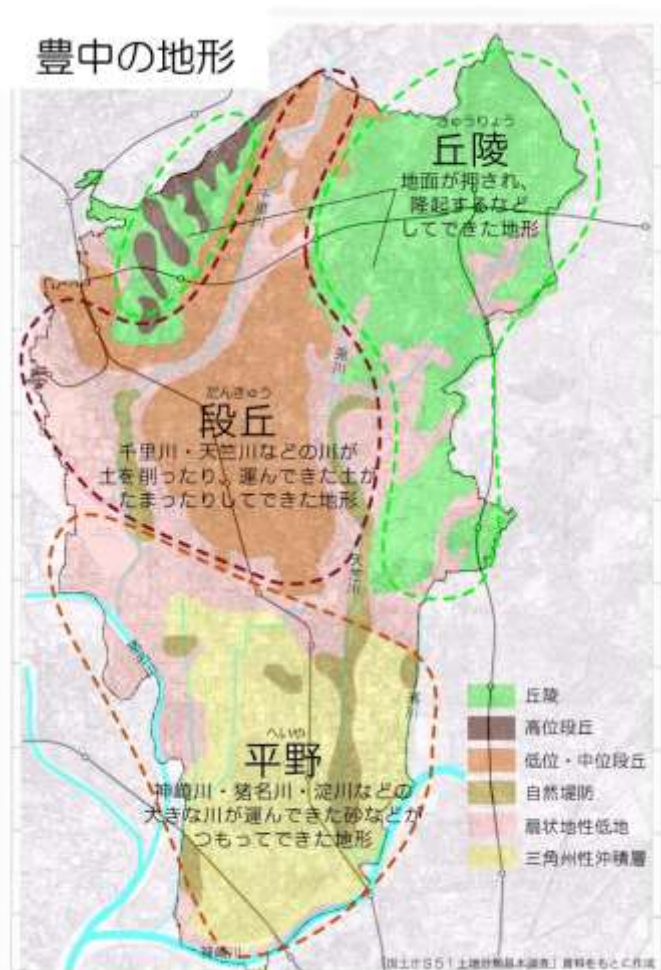 豊中の地形
きゅうりょう
丘陵
地面が押され、
隆起するなど
してできた地形
だんきゅう
段丘
千里川・天竺川などの川が
土を削ったり、運んできた土が
たまったりしてできた地形
天竺川
へいや
平野
神崎川・猪名川・淀川などの
大きな川が運んできた砂などが
つもってできた地形
神崎川
丘陵
高位段丘
低位・中位段丘
自然堤防
扇状地性低地
三角州性沖積層